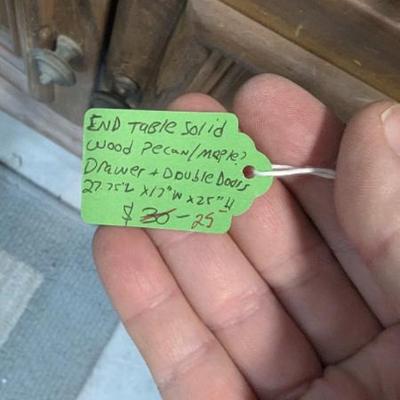 END Table Solid
wood Pecan/Maple?
Drawer + Double Doors
27.75"L X 17"W X 25"H
$ 30- 25-